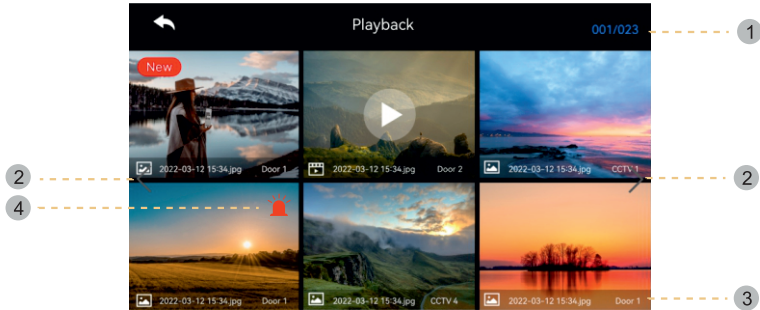 Playback
001/023
1
New
2022-03-12 15:34.jpg Door 1
2022-03-12 15:34.jpg Door 2
2022-03-12 15:34.jpg CCTV 1
2
2
4
2022-03-12 15:34.jpg Door 1
2022-03-12 15:34.jpg CCTV 4
2022-03-12 15:34.jpg Door 1
3